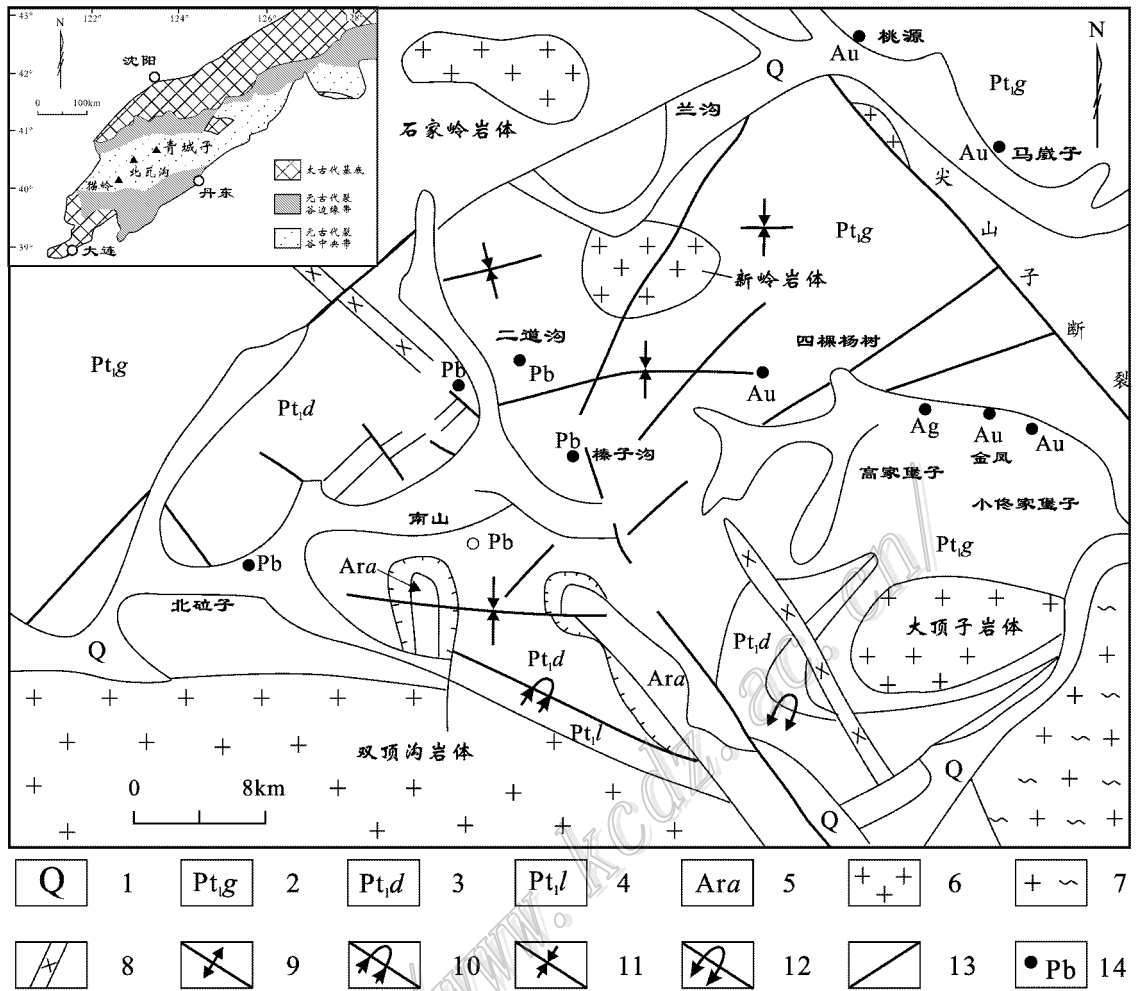 43°
122°
124°
126°
128°
N
沈阳
42°
0
100km
41°
青城子
北瓦沟
猫岭
40°
丹东
39°
大连
太古代基底
元古代裂
谷边缘带
元古代裂
谷中央带
石家岭岩体
兰沟
Q
Au
桃源
Pt₁g
N
Au
马崴子
尖
山
子
断
裂
Pt₁g
新岭岩体
二道沟
Pb
Pb
四棵杨树
Au
Pt₁g
Pt₁d
Pb
榛子沟
Ag
Au
Au
金凤
高家堡子
小佟家堡子
Pt₁g
南山
Pb
Ara
Pb
北砬子
Q
大顶子岩体
Pt₁d
Pt₁d
Ara
Pt₁l
双顶沟岩体
Q
Q
0
8km
Q 1
Pt₁g 2
Pt₁d 3
Pt₁l 4
Ara 5
6
7
8
9
10
11
12
13
Pb 14
www.kcdz.ac.cn/